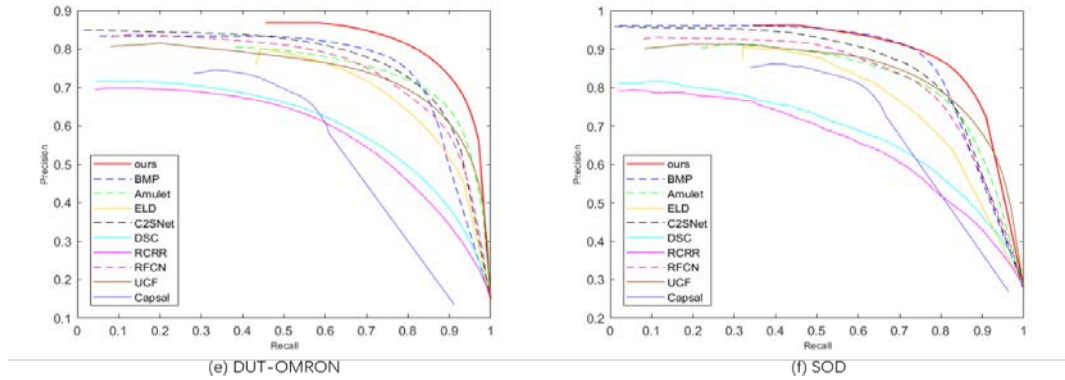 0.9
0.8
0.7
0.6
0.5
0.4
0.3
0.2
0.1
Precision
ours
BMP
Amulet
ELD
C2SNet
DSC
RCRR
RFCN
UCF
Capsal
0 0.1 0.2 0.3 0.4 0.5 0.6 0.7 0.8 0.9 1
Recall
(e) DUT-OMRON
1
0.9
0.8
0.7
0.6
0.5
0.4
0.3
0.2
Precision
ours
BMP
Amulet
ELD
C2SNet
DSC
RCRR
RFCN
UCF
Capsal
0 0.1 0.2 0.3 0.4 0.5 0.6 0.7 0.8 0.9 1
Recall
(f) SOD